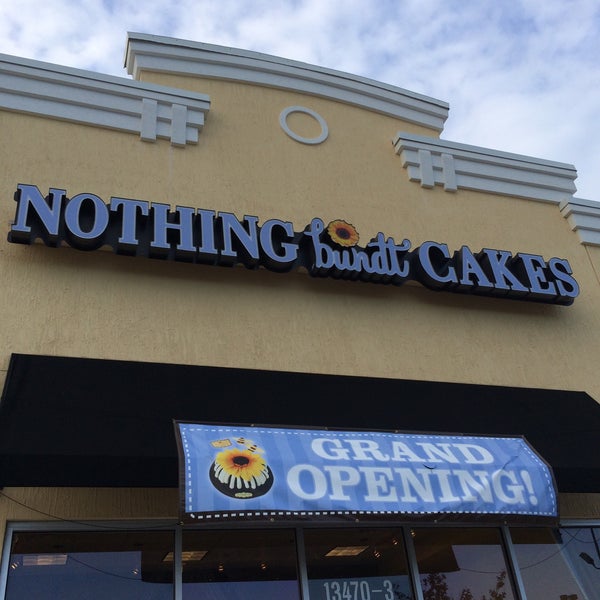 NOTHING bundt CAKES
GRAND
OPENING!
13470-3